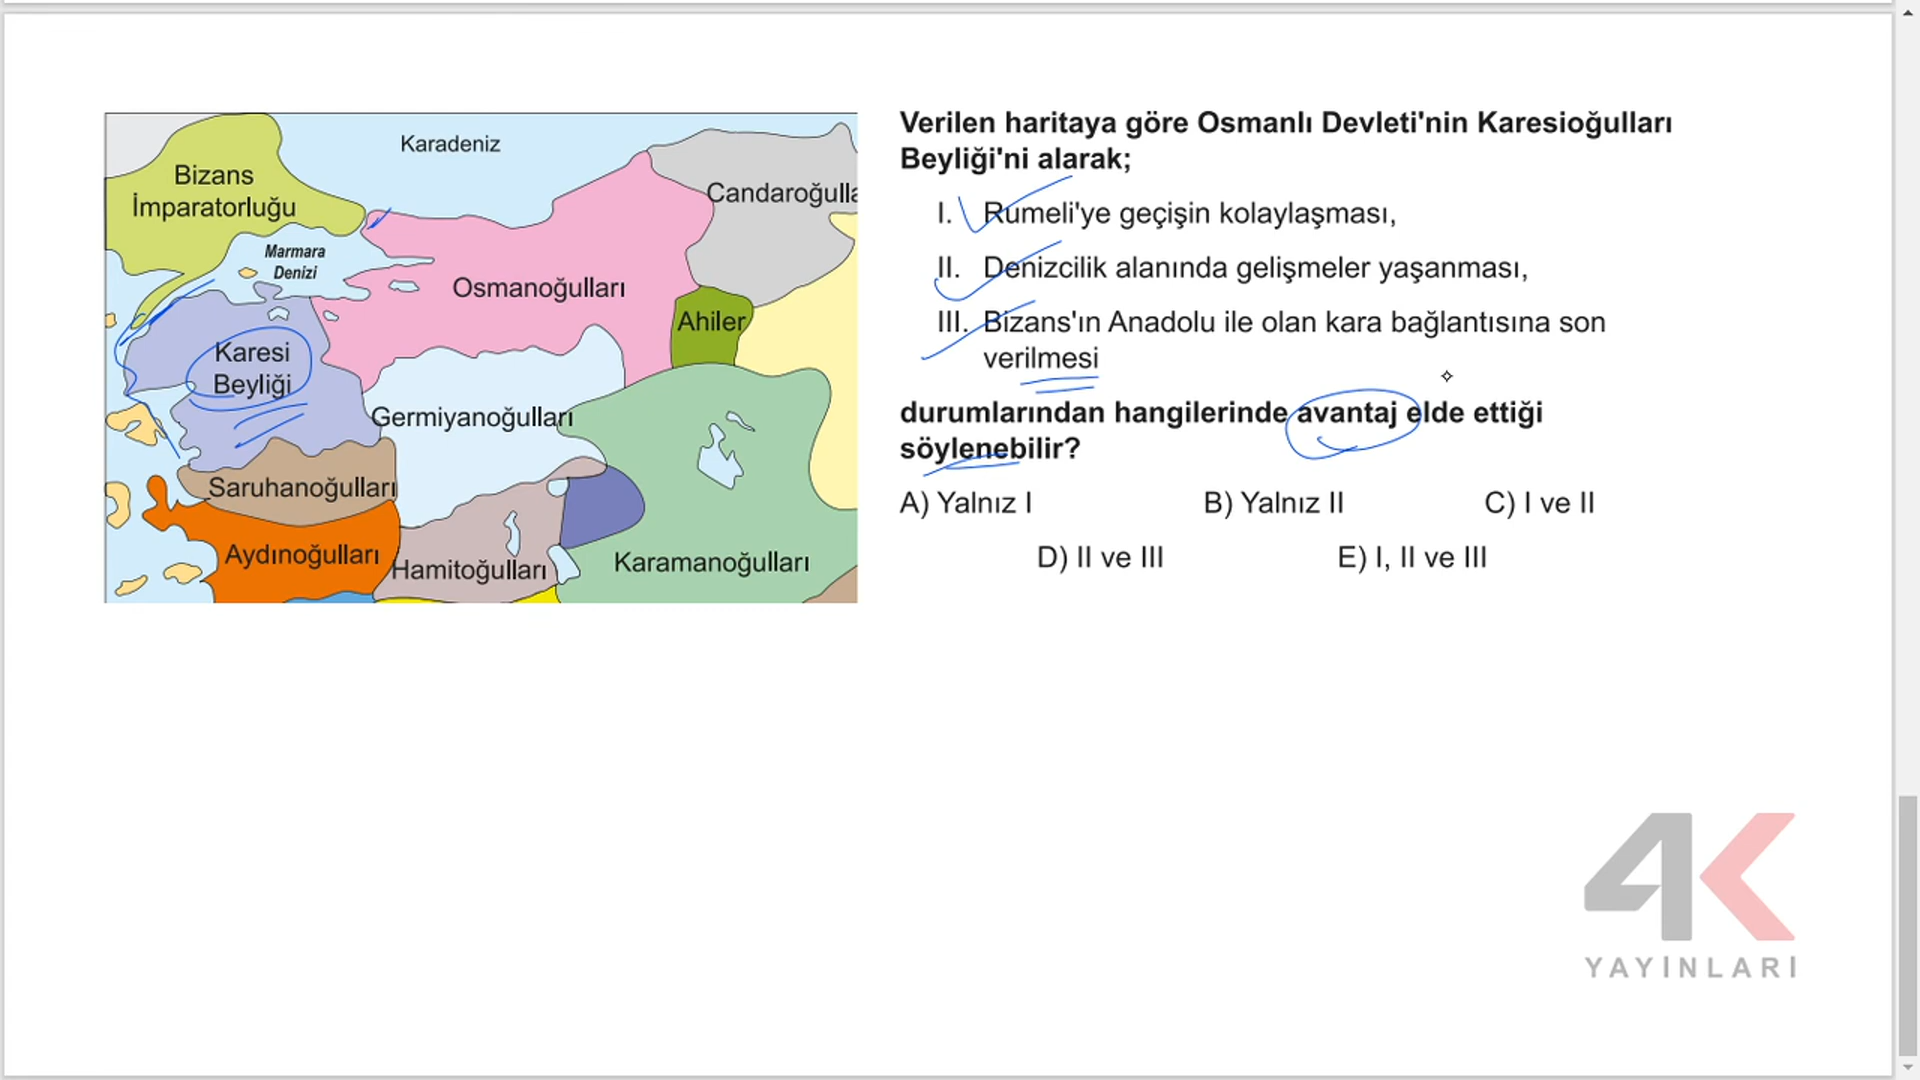 Karadeniz
Bizans
İmparatorluğu
Candaroğulla
Marmara
Denizi
Osmanoğulları
Ahiler
Karesi
Beyliği
Germiyanoğulları
Saruhanoğulları
Aydınoğulları
Hamitoğulları
Karamanoğulları
Verilen haritaya göre Osmanlı Devleti'nin Karesioğulları
Beyliği'ni alarak;
I. Rumeli'ye geçişin kolaylaşması,
II. Denizcilik alanında gelişmeler yaşanması,
III. Bizans'ın Anadolu ile olan kara bağlantısına son
verilmesi
durumlarından hangilerinde avantaj elde ettiği
söylenebilir?
A) Yalnız I B) Yalnız II C) I ve II
D) II ve III E) I, II ve III
4K
YAYINLARI